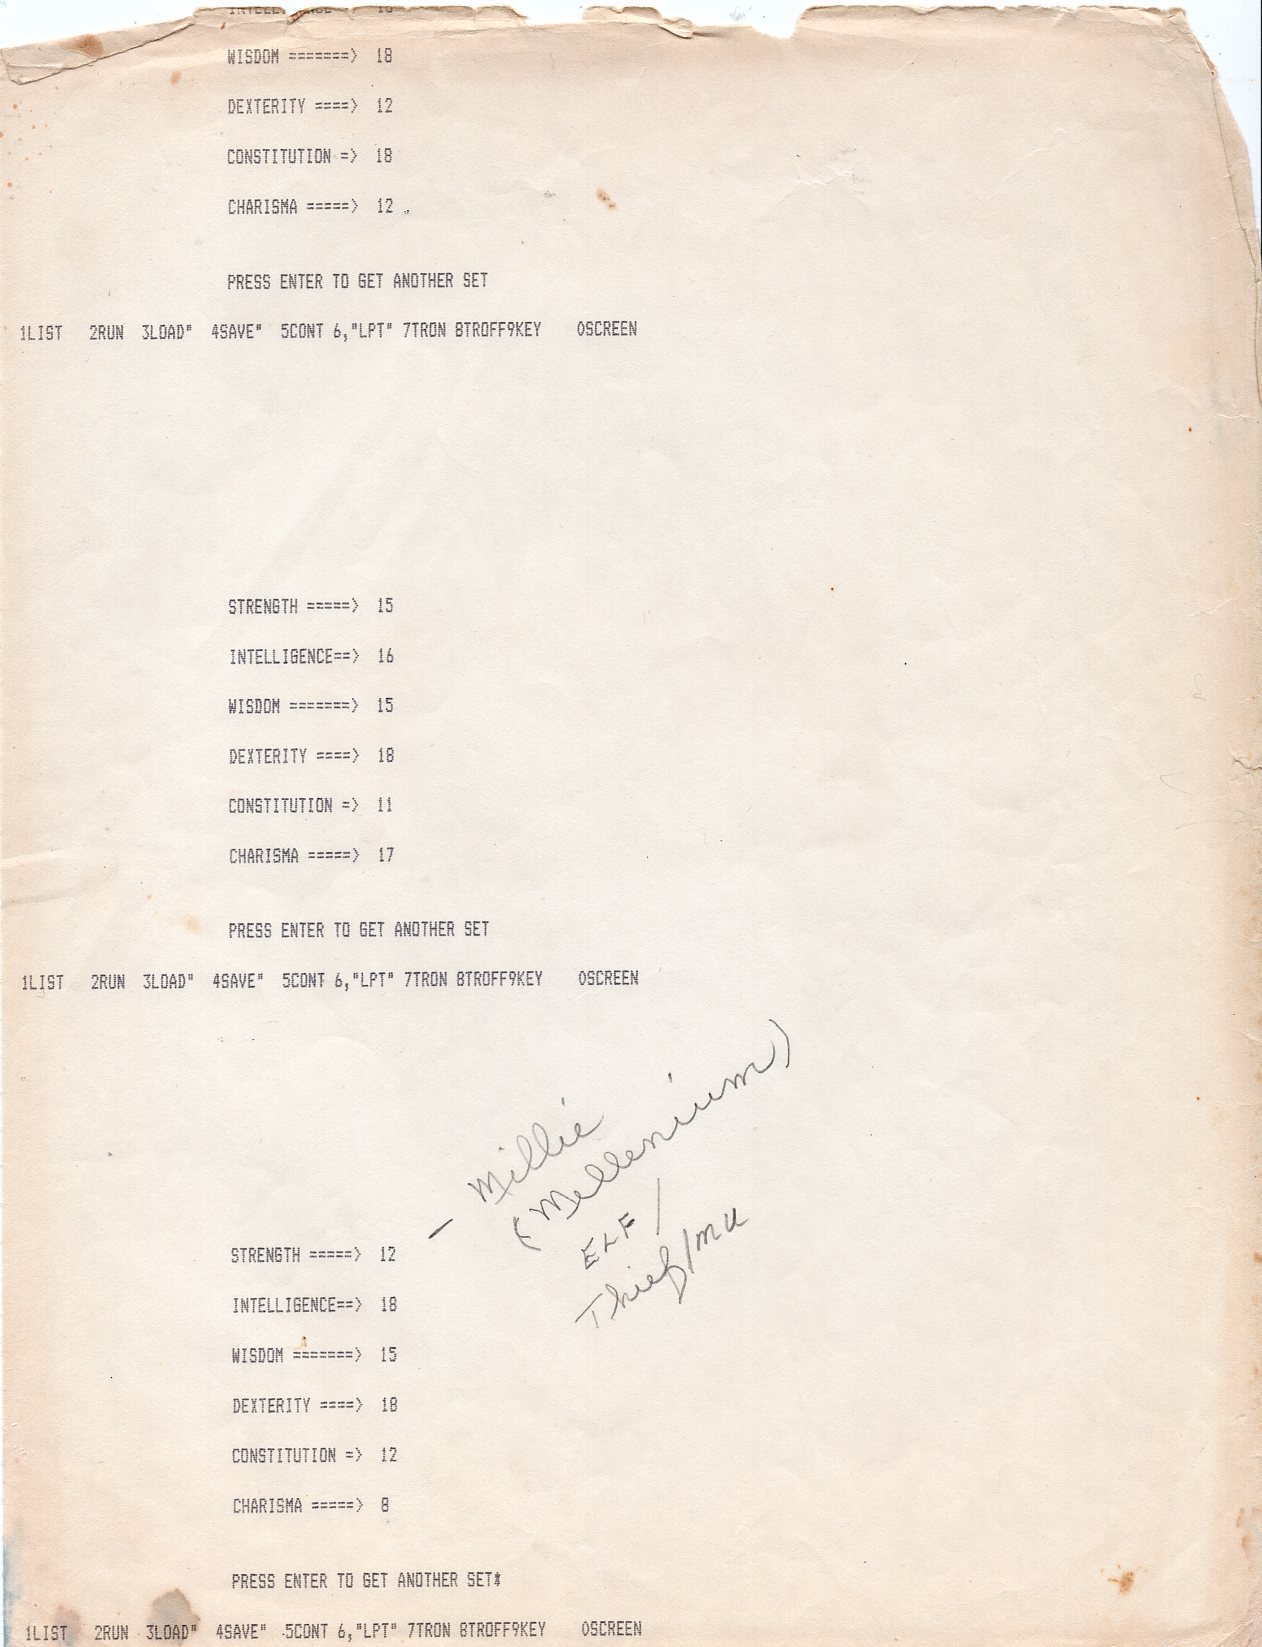 WISDOM =======> 18
DEXTERITY ====> 12
CONSTITUTION => 18
CHARISMA =====> 12
PRESS ENTER TO GET ANOTHER SET
1LIST 2RUN 3LOAD" 4SAVE" 5CONT 6,"LPT" 7TRON 8TROFF9KEY 0SCREEN
STRENGTH =====> 15
INTELLIGENCE==> 16
WISDOM =======> 15
DEXTERITY ====> 18
CONSTITUTION => 11
CHARISMA =====> 17
PRESS ENTER TO GET ANOTHER SET
1LIST 2RUN 3LOAD" 4SAVE" 5CONT 6,"LPT" 7TRON 8TROFF9KEY 0SCREEN
- Millie
(Mellenium)
ELF /
Thief/MU
STRENGTH =====> 12
INTELLIGENCE==> 18
WISDOM =======> 15
DEXTERITY ====> 18
CONSTITUTION => 12
CHARISMA =====> 8
PRESS ENTER TO GET ANOTHER SET*
1LIST 2RUN 3LOAD" 4SAVE" 5CONT 6,"LPT" 7TRON 8TROFF9KEY 0SCREEN